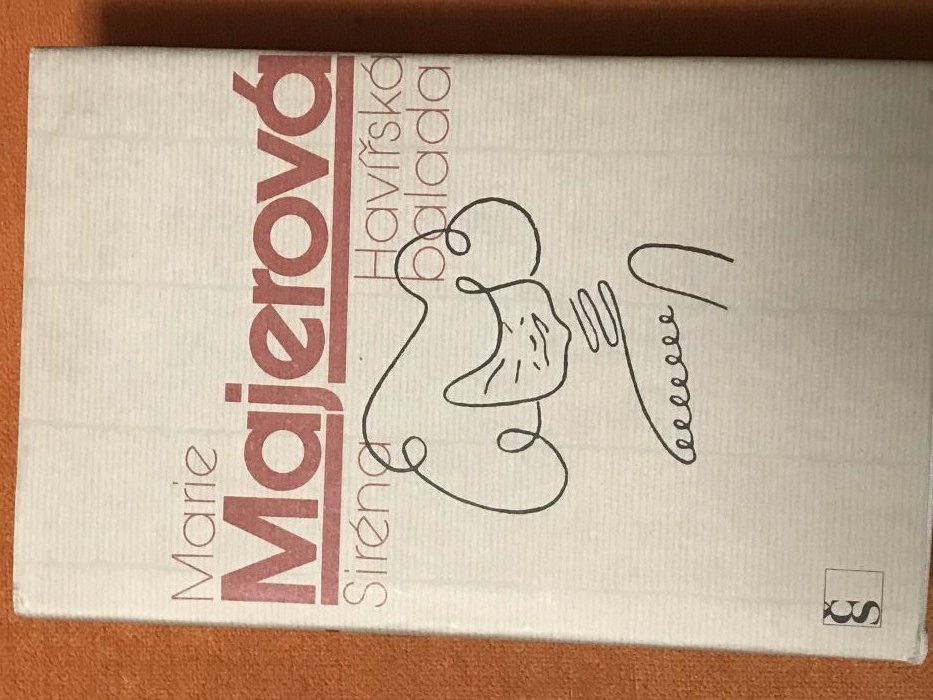 Marie
Majerová
Siréna
Havířská
balada
čs